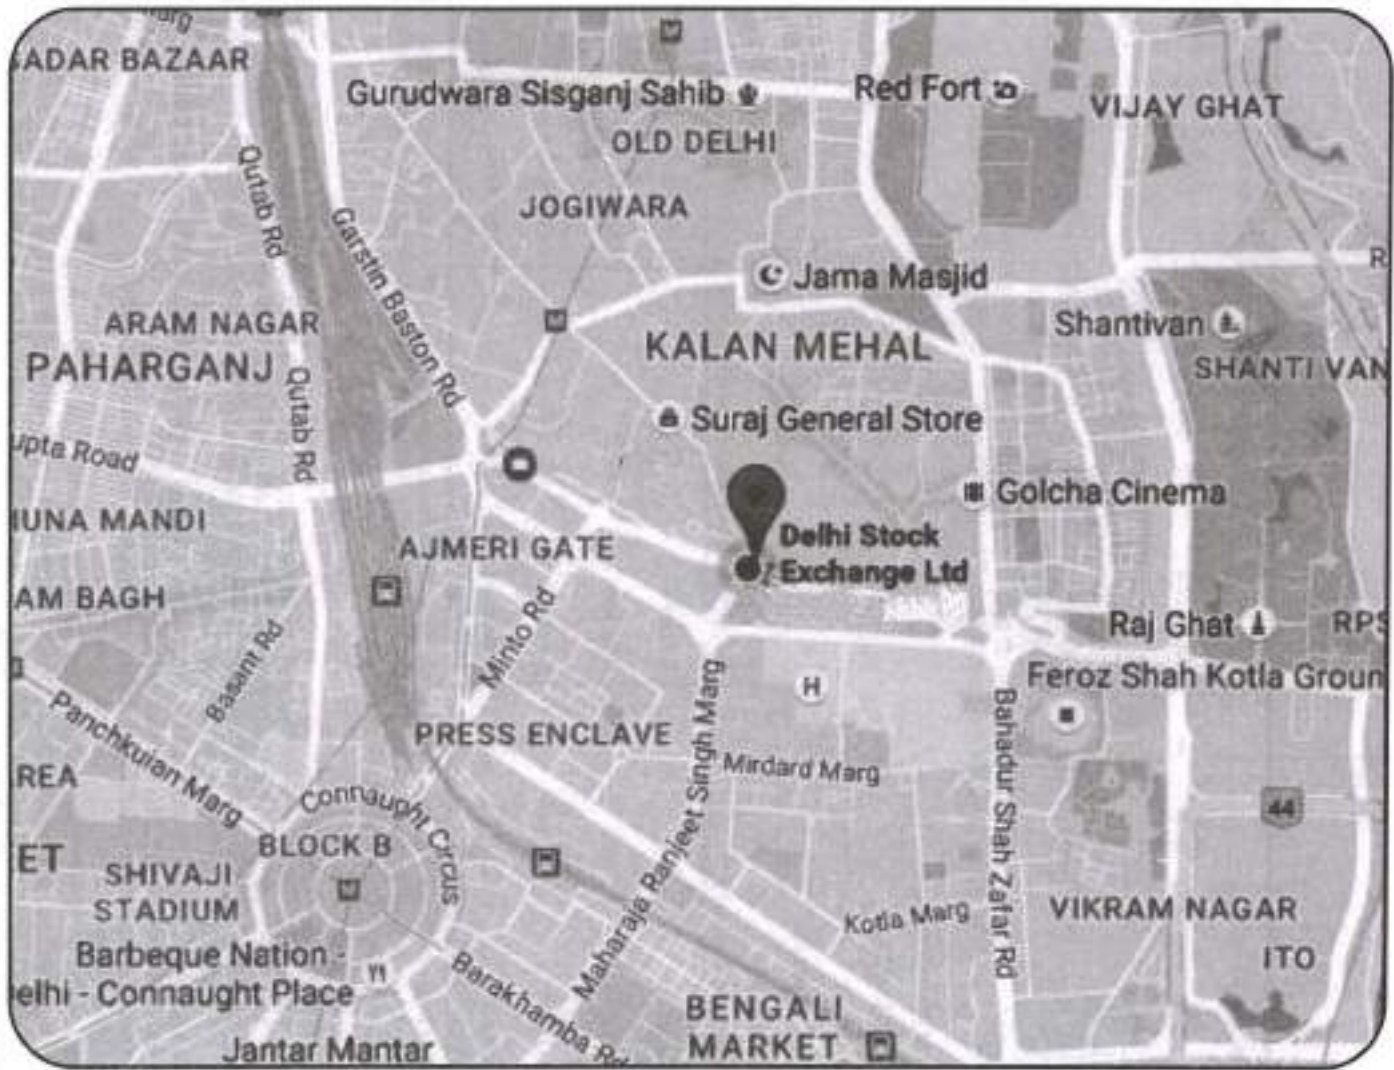 ADAR BAZAAR
Gurudwara Sisganj Sahib
Red Fort
VIJAY GHAT
OLD DELHI
Qutab Rd
JOGIWARA
Garstin Baston Rd
Jama Masjid
R
ARAM NAGAR
KALAN MEHAL
Shantivan
PAHARGANJ
Qutab Rd
SHANTI VAN
Suraj General Store
upta Road
Golcha Cinema
UNA MANDI
AJMERI GATE
Delhi Stock
Exchange Ltd
AM BAGH
Minto Rd
Raj Ghat
RPS
Basant Rd
H
Feroz Shah Kotla Groun
Panchkuian Marg
PRESS ENCLAVE
Maharaja Ranjeet Singh Marg
Mirdard Marg
Bahadur Shah Zafar Rd
REA
Connaught Circus
44
BLOCK B
ET
SHIVAJI
STADIUM
Kotla Marg
VIKRAM NAGAR
Barbeque Nation -
elhi - Connaught Place
ITO
Barakhamba Rd
BENGALI
MARKET
Jantar Mantar